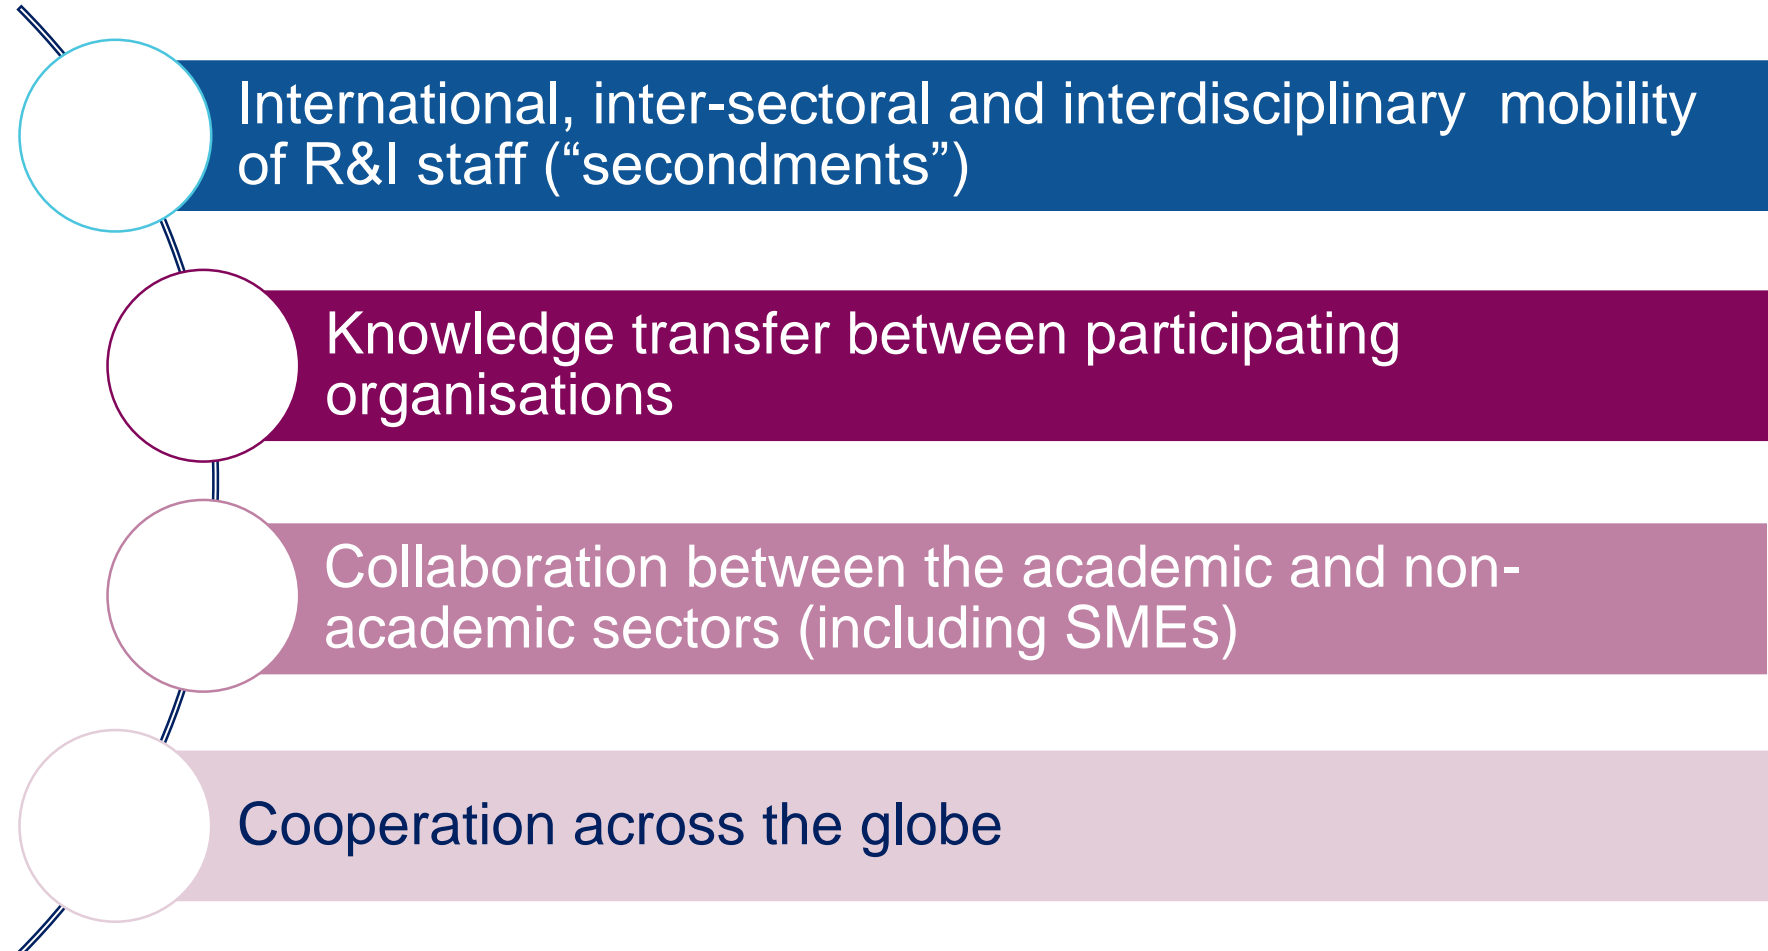 International, inter-sectoral and interdisciplinary  mobility
of R&I staff (“secondments”)
Knowledge transfer between participating
organisations
Collaboration between the academic and non-
academic sectors (including SMEs)
Cooperation across the globe